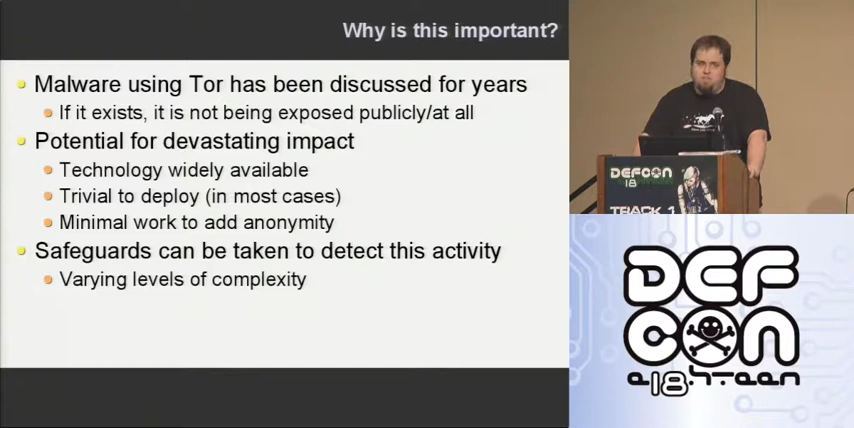 Why is this important?
Malware using Tor has been discussed for years
If it exists, it is not being exposed publicly/at all
Potential for devastating impact
Technology widely available
Trivial to deploy (in most cases)
Minimal work to add anonymity
Safeguards can be taken to detect this activity
Varying levels of complexity
DEFCON
18
TRACK 1
DEF
CON
18